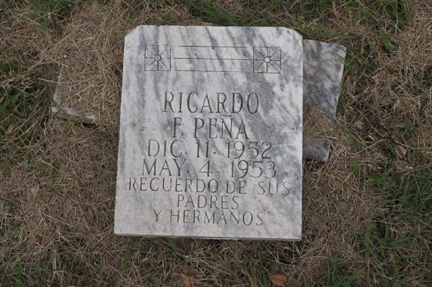 RICARDO
F. PEÑA
DIC. 11 - 1952
MAY. 4 - 1953
RECUERDO DE SUS
PADRES
Y HERMANOS